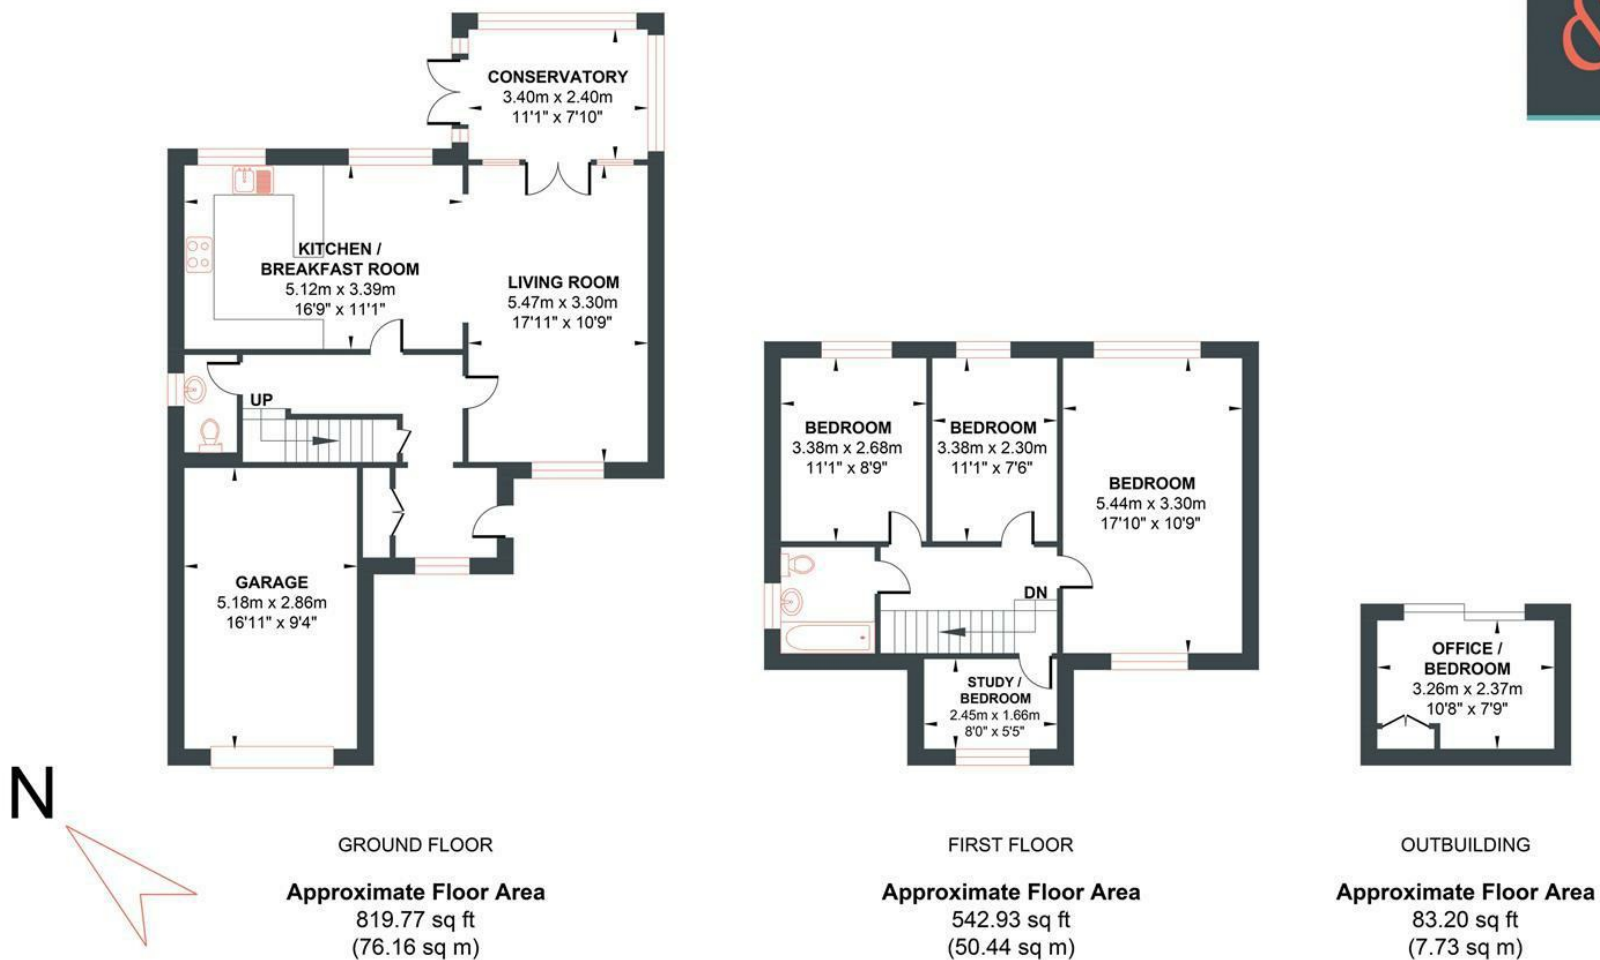 &
CONSERVATORY
3.40m x 2.40m
11'1" x 7'10"
KITCHEN /
BREAKFAST ROOM
5.12m x 3.39m
16'9" x 11'1"
LIVING ROOM
5.47m x 3.30m
17'11" x 10'9"
UP
GARAGE
5.18m x 2.86m
16'11" x 9'4"
BEDROOM
3.38m x 2.68m
11'1" x 8'9"
BEDROOM
3.38m x 2.30m
11'1" x 7'6"
BEDROOM
5.44m x 3.30m
17'10" x 10'9"
DN
STUDY /
BEDROOM
2.45m x 1.66m
8'0" x 5'5"
OFFICE /
BEDROOM
3.26m x 2.37m
10'8" x 7'9"
N
GROUND FLOOR
Approximate Floor Area
819.77 sq ft
(76.16 sq m)
FIRST FLOOR
Approximate Floor Area
542.93 sq ft
(50.44 sq m)
OUTBUILDING
Approximate Floor Area
83.20 sq ft
(7.73 sq m)